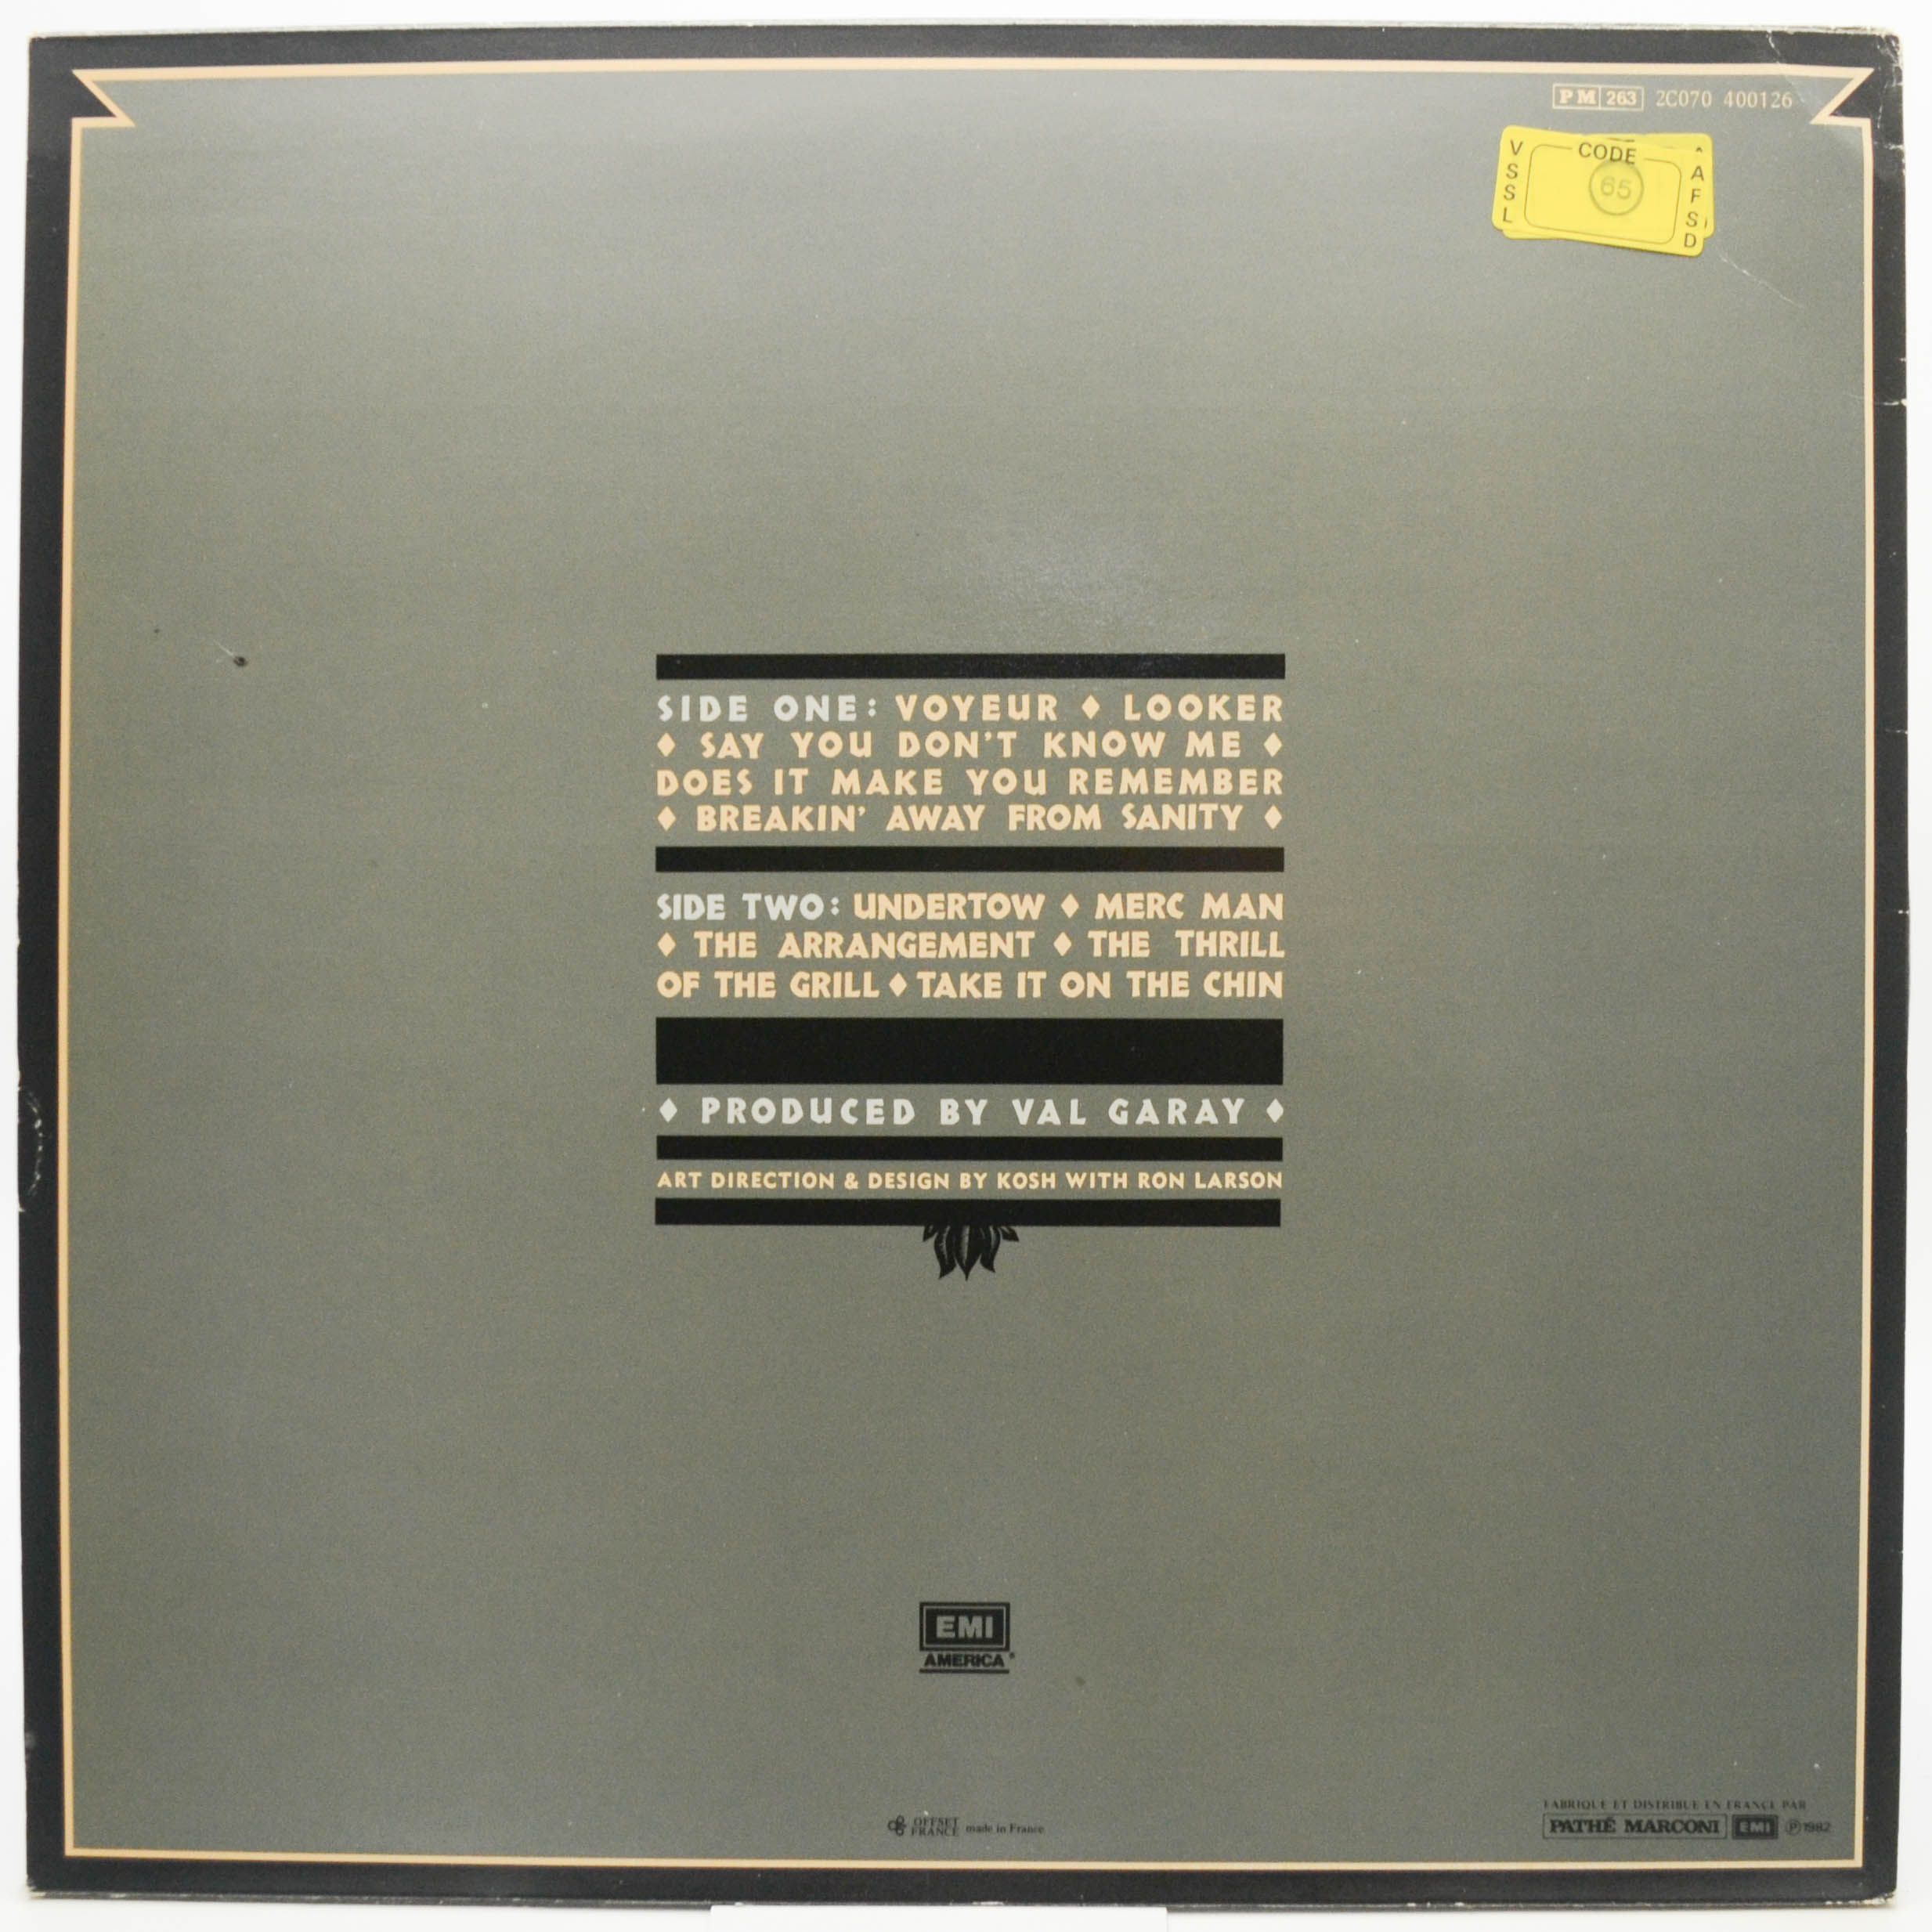 PM 263 2C070 400126
CODE
VSSL
65
AFSD
SIDE ONE: VOYEUR ♦ LOOKER
♦ SAY YOU DON'T KNOW ME ♦
DOES IT MAKE YOU REMEMBER
♦ BREAKIN' AWAY FROM SANITY ♦
SIDE TWO: UNDERTOW ♦ MERC MAN
♦ THE ARRANGEMENT ♦ THE THRILL
OF THE GRILL ♦ TAKE IT ON THE CHIN
♦ PRODUCED BY VAL GARAY ♦
ART DIRECTION & DESIGN BY KOSH WITH RON LARSON
EMI
AMERICA
OFFSET
FRANCE made in France
FABRIQUE ET DISTRIBUE EN FRANCE PAR
PATHÉ MARCONI EMI ℗ 1982